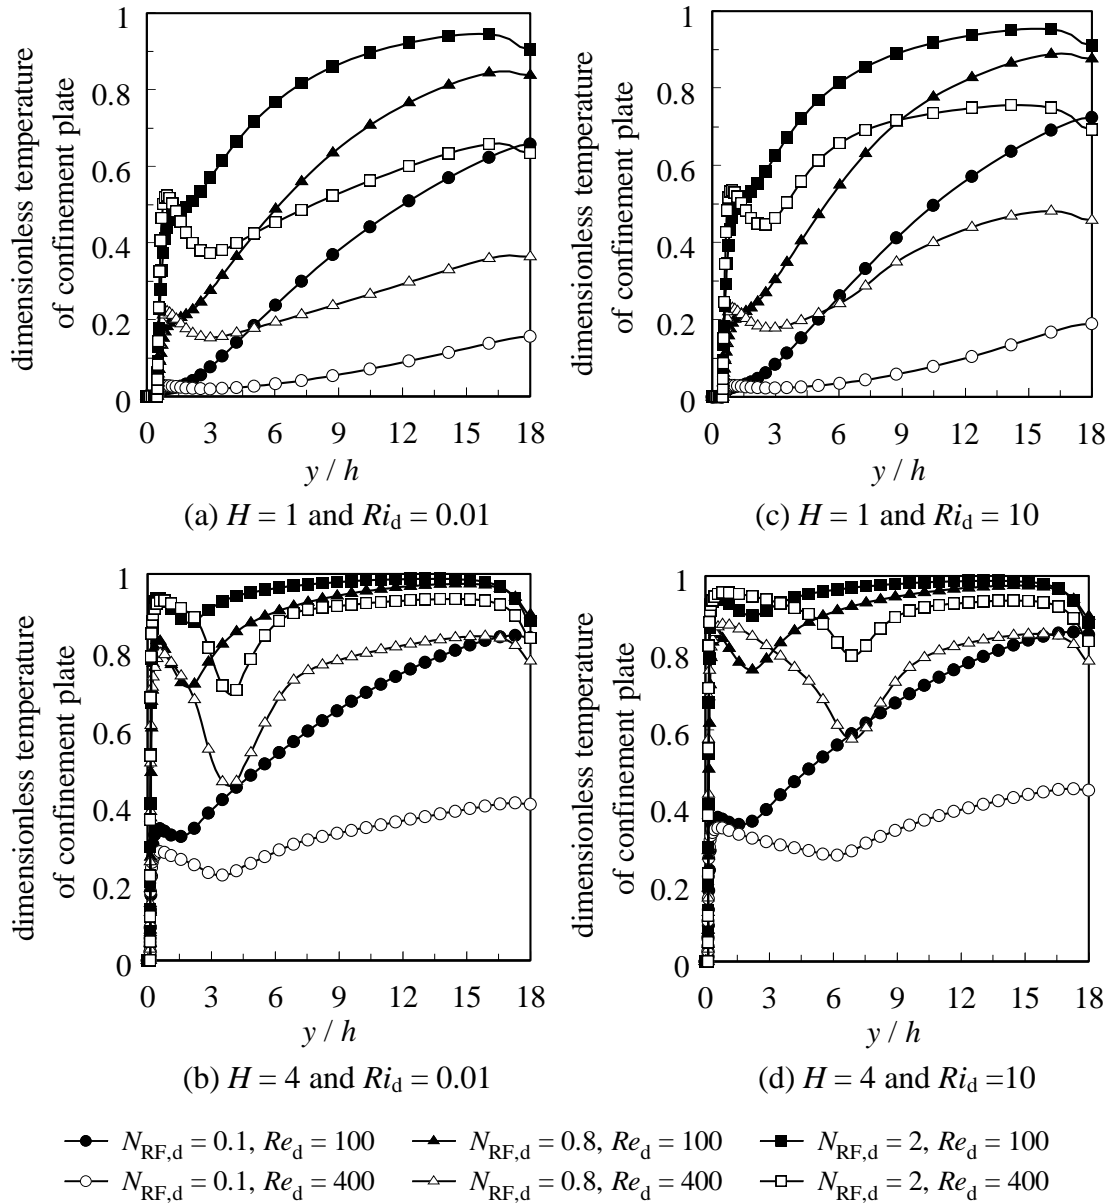 dimensionless temperature
of confinement plate
1
0.8
0.6
0.4
0.2
0
0 3 6 9 12 15 18
y / h
(a) H = 1 and Ri_d = 0.01
dimensionless temperature
of confinement plate
1
0.8
0.6
0.4
0.2
0
0 3 6 9 12 15 18
y / h
(c) H = 1 and Ri_d = 10
dimensionless temperature
of confinement plate
1
0.8
0.6
0.4
0.2
0
0 3 6 9 12 15 18
y / h
(b) H = 4 and Ri_d = 0.01
dimensionless temperature
of confinement plate
1
0.8
0.6
0.4
0.2
0
0 3 6 9 12 15 18
y / h
(d) H = 4 and Ri_d =10
N_RF,d = 0.1, Re_d = 100
N_RF,d = 0.8, Re_d = 100
N_RF,d = 2, Re_d = 100
N_RF,d = 0.1, Re_d = 400
N_RF,d = 0.8, Re_d = 400
N_RF,d = 2, Re_d = 400